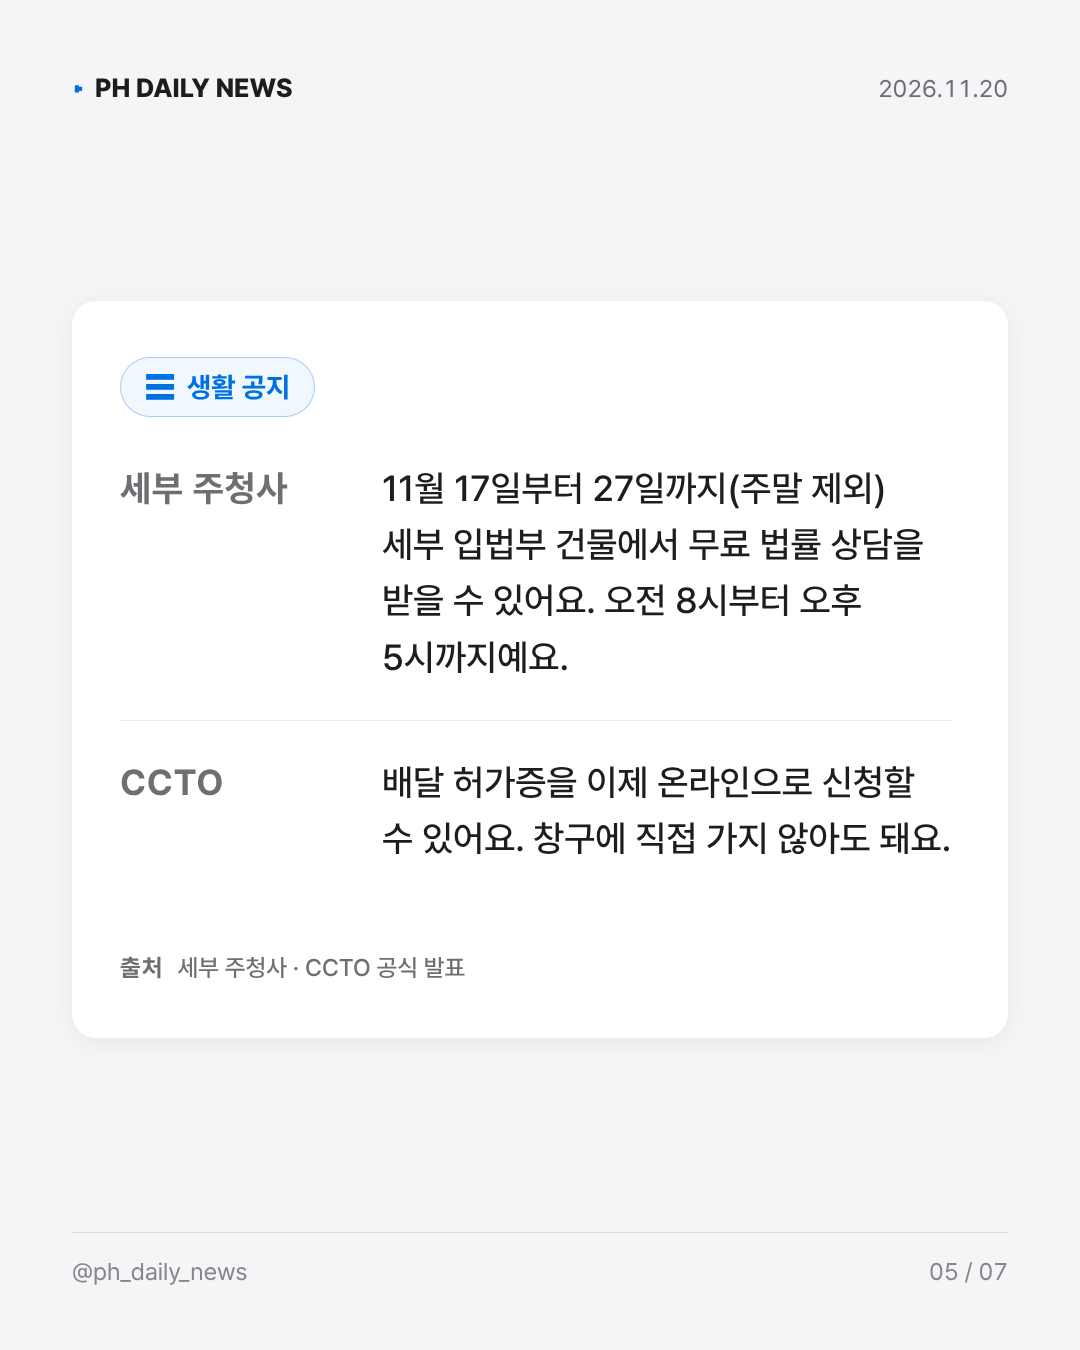 PH DAILY NEWS
2026.11.20
생활 공지
세부 주청사
11월 17일부터 27일까지(주말 제외)
세부 입법부 건물에서 무료 법률 상담을
받을 수 있어요. 오전 8시부터 오후
5시까지예요.
CCTO
배달 허가증을 이제 온라인으로 신청할
수 있어요. 창구에 직접 가지 않아도 돼요.
출처 세부 주청사 · CCTO 공식 발표
@ph_daily_news
05 / 07